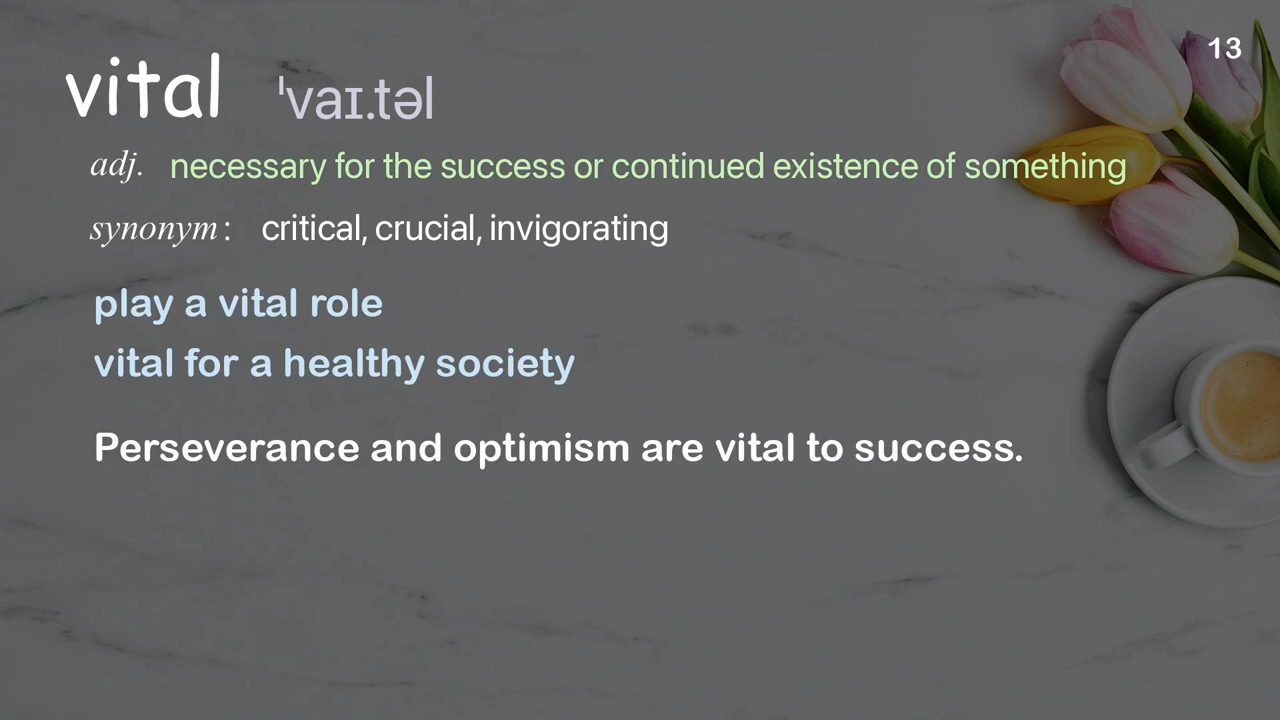 13
vital ˈvaɪ.təl
adj. necessary for the success or continued existence of something
synonym: critical, crucial, invigorating
play a vital role
vital for a healthy society
Perseverance and optimism are vital to success.